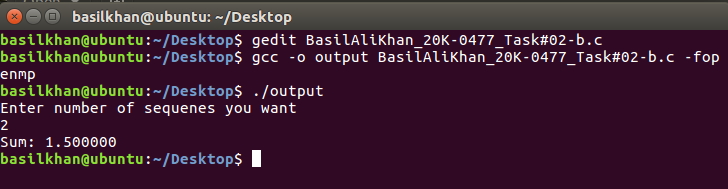 basilkhan@ubuntu: ~/Desktop
basilkhan@ubuntu:~/Desktop$ gedit BasilAliKhan_20K-0477_Task#02-b.c
basilkhan@ubuntu:~/Desktop$ gcc -o output BasilAliKhan_20K-0477_Task#02-b.c -fop
enmp
basilkhan@ubuntu:~/Desktop$ ./output
Enter number of sequenes you want
2
Sum: 1.500000
basilkhan@ubuntu:~/Desktop$